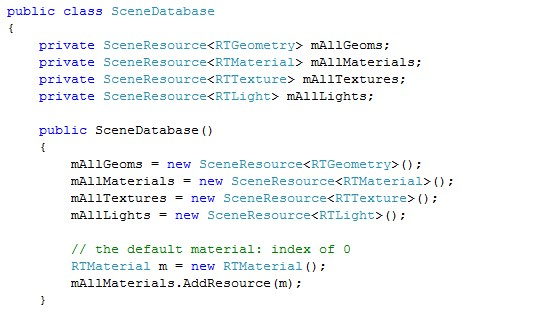 public class SceneDatabase
{
    private SceneResource<RTGeometry> mAllGeoms;
    private SceneResource<RTMaterial> mAllMaterials;
    private SceneResource<RTTexture> mAllTextures;
    private SceneResource<RTLight> mAllLights;

    public SceneDatabase()
    {
        mAllGeoms = new SceneResource<RTGeometry>();
        mAllMaterials = new SceneResource<RTMaterial>();
        mAllTextures = new SceneResource<RTTexture>();
        mAllLights = new SceneResource<RTLight>();

        // the default material: index of 0
        RTMaterial m = new RTMaterial();
        mAllMaterials.AddResource(m);
    }